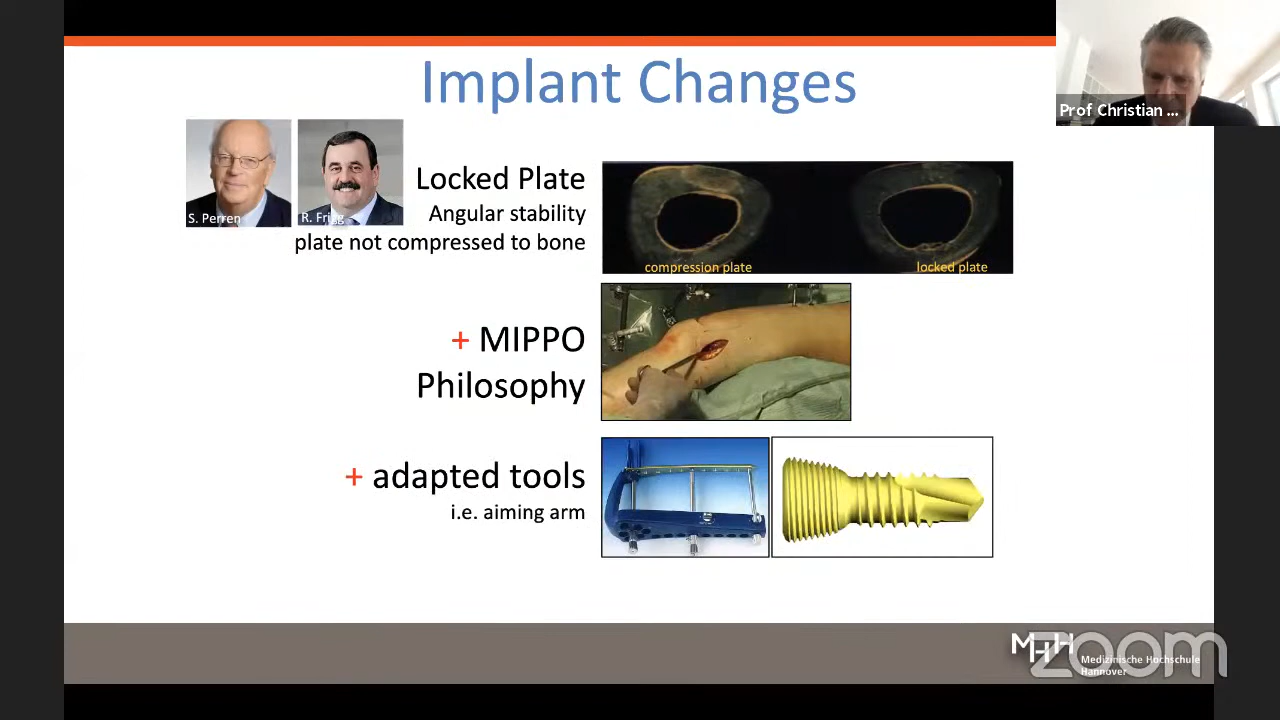 Implant Changes
Prof Christian ...
S. Perren
R. Frigg
Locked Plate
Angular stability
plate not compressed to bone
compression plate
locked plate
+ MIPPO
Philosophy
+ adapted tools
i.e. aiming arm
MHH
Medizinische Hochschule
Hannover
zoom